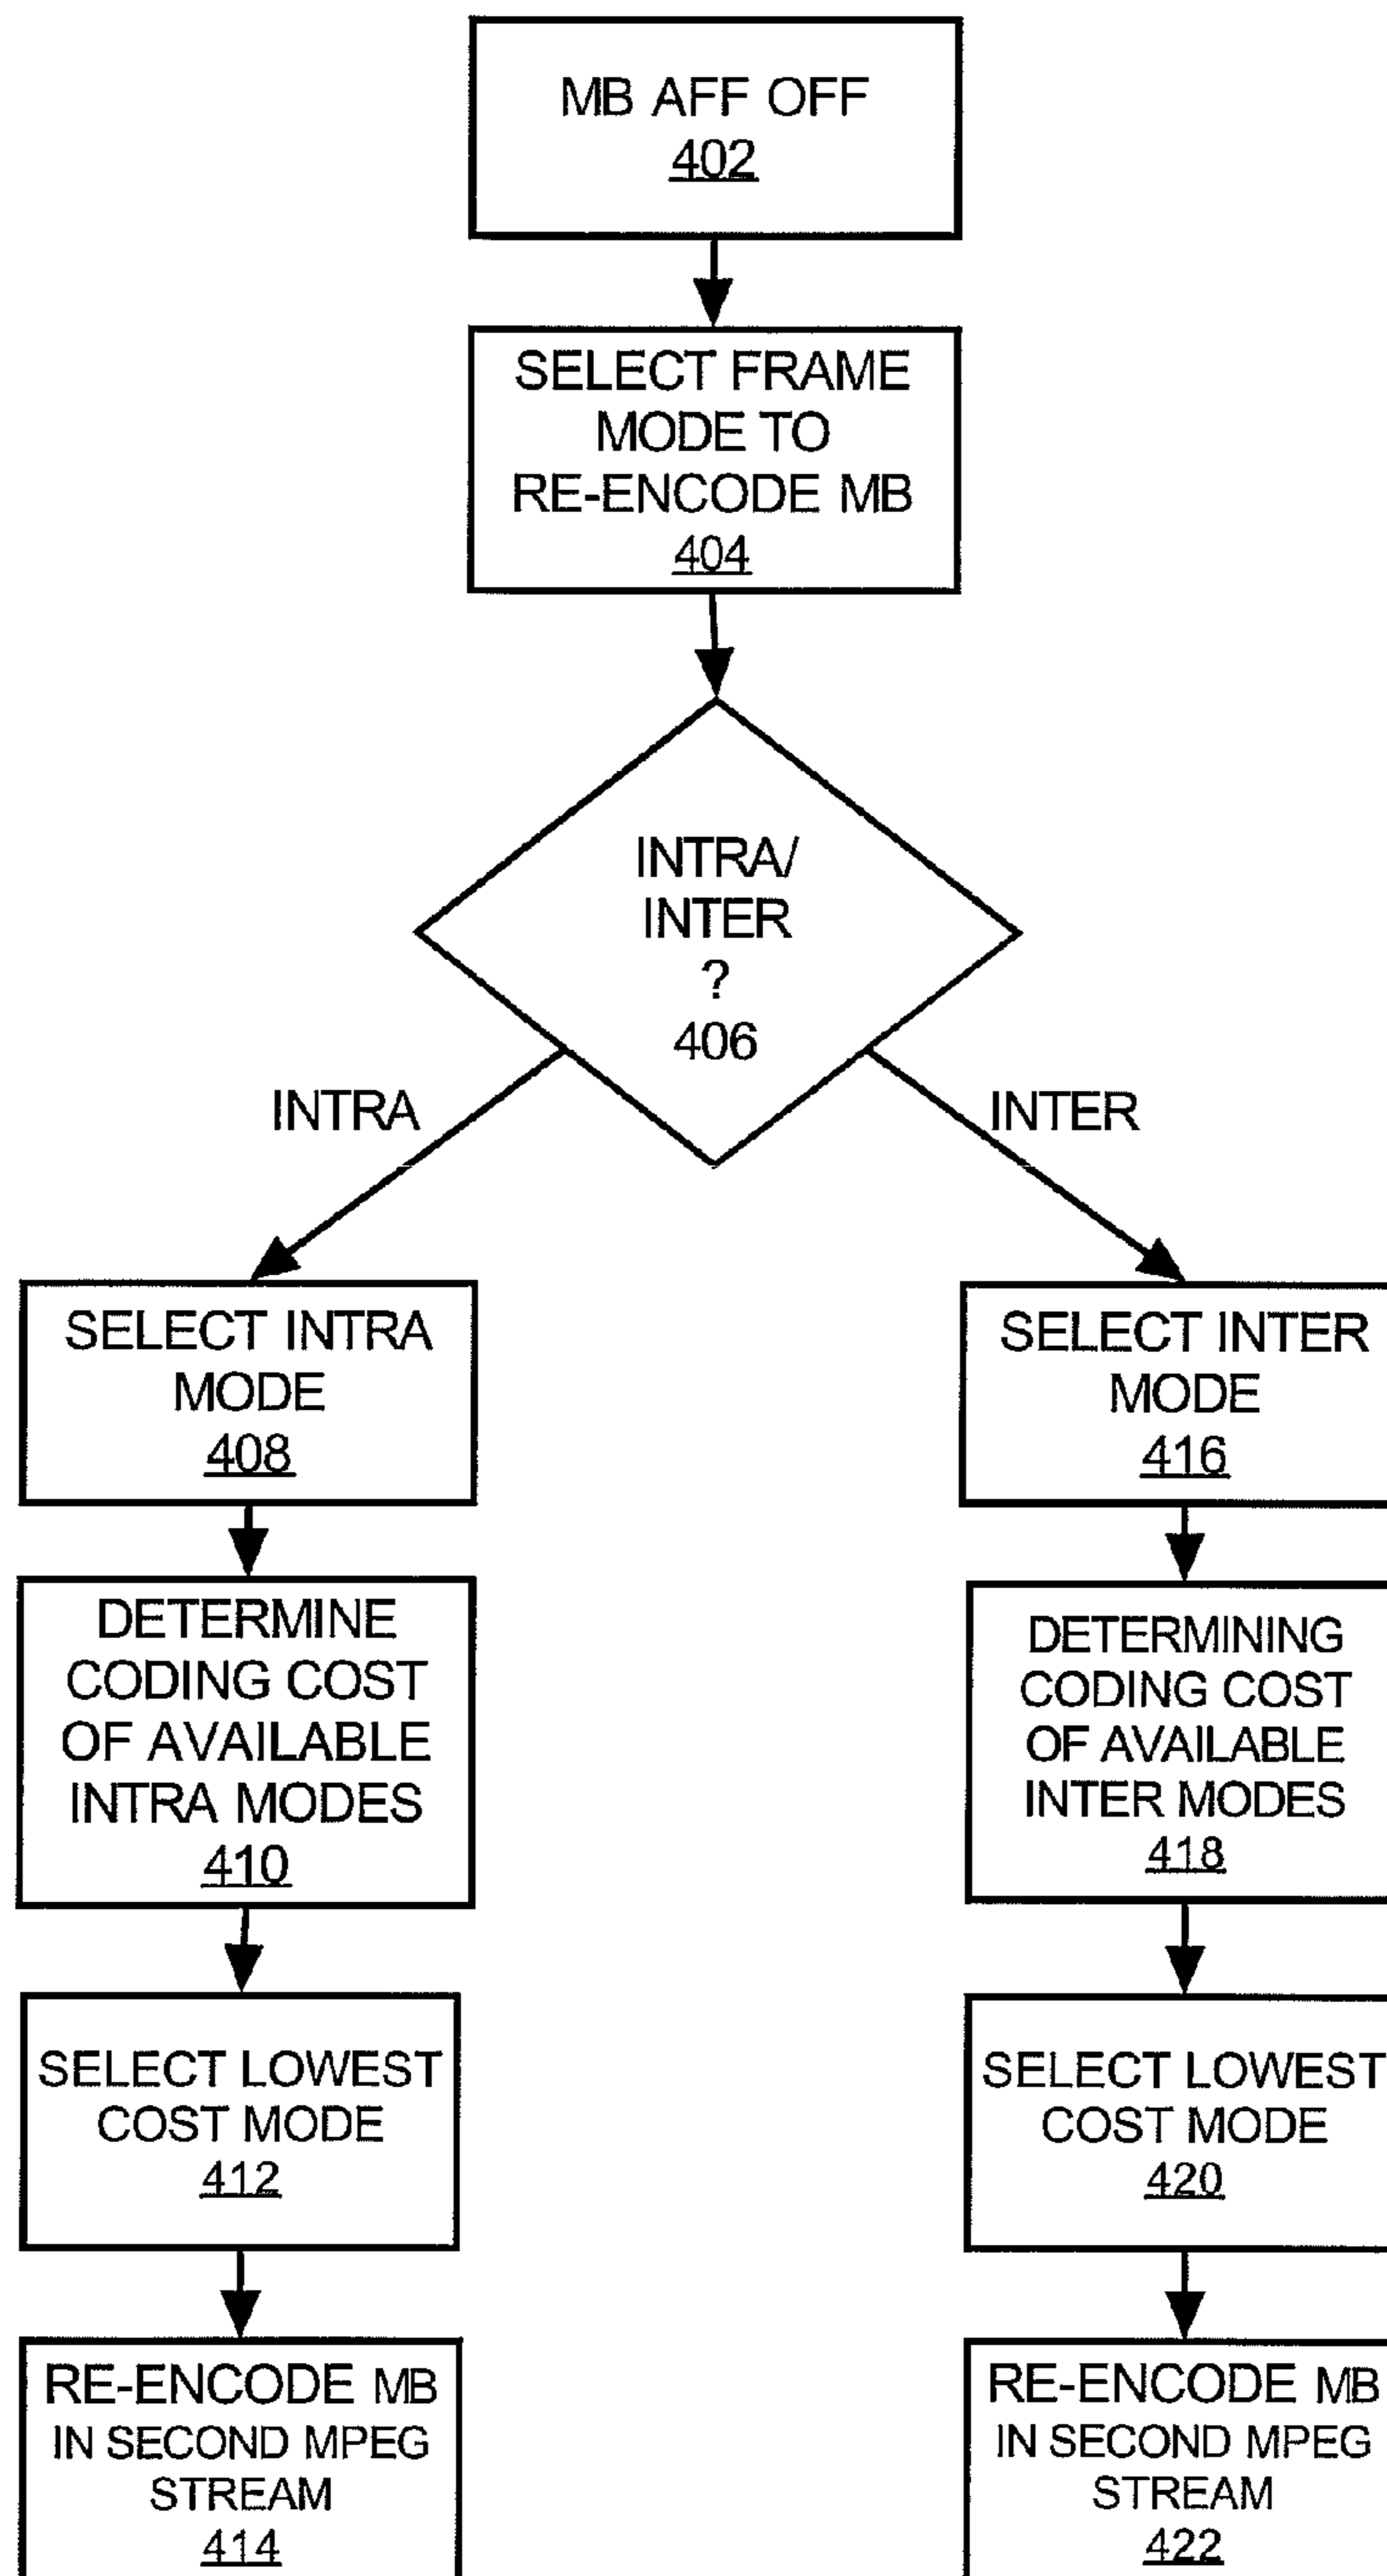 MB AFF OFF
402
SELECT FRAME
MODE TO
RE-ENCODE MB
404
INTRA/
INTER
?
406
INTRA
INTER
SELECT INTRA
MODE
408
DETERMINE
CODING COST
OF AVAILABLE
INTRA MODES
410
SELECT LOWEST
COST MODE
412
RE-ENCODE MB
IN SECOND MPEG
STREAM
414
SELECT INTER
MODE
416
DETERMINING
CODING COST
OF AVAILABLE
INTER MODES
418
SELECT LOWEST
COST MODE
420
RE-ENCODE MB
IN SECOND MPEG
STREAM
422